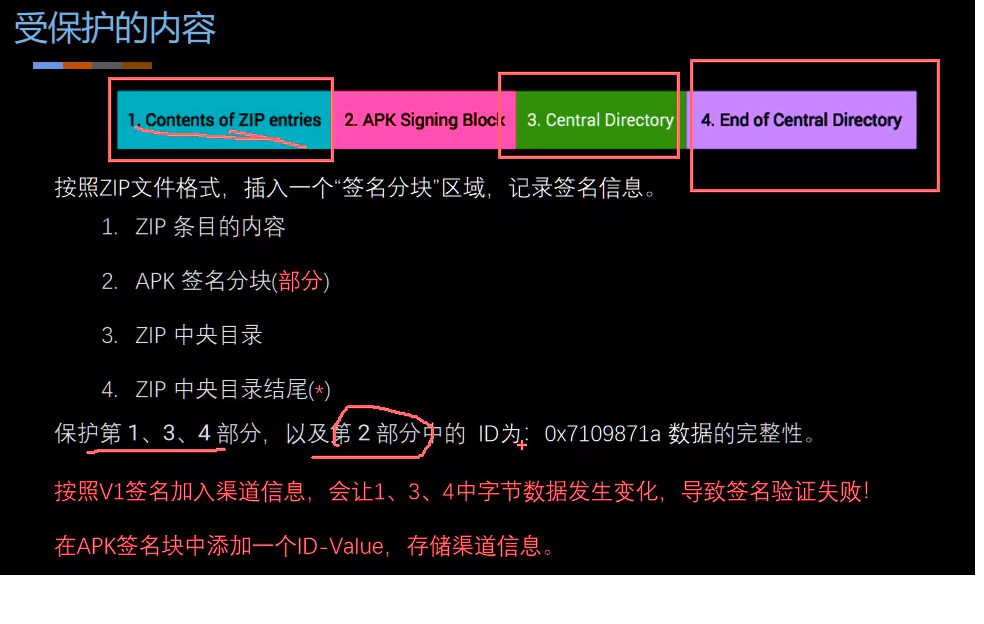 受保护的内容
1. Contents of ZIP entries 2. APK Signing Block 3. Central Directory 4. End of Central Directory
按照ZIP文件格式，插入一个“签名分块”区域，记录签名信息。
1. ZIP 条目的内容
2. APK 签名分块(部分)
3. ZIP 中央目录
4. ZIP 中央目录结尾(*)
保护第 1、3、4 部分，以及第 2 部分中的 ID为：0x7109871a 数据的完整性。
按照V1签名加入渠道信息，会让1、3、4中字节数据发生变化，导致签名验证失败！
在APK签名块中添加一个ID-Value，存储渠道信息。